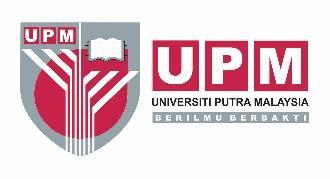 UPM
UPM
UNIVERSITI PUTRA MALAYSIA
BERILMU BERBAKTI